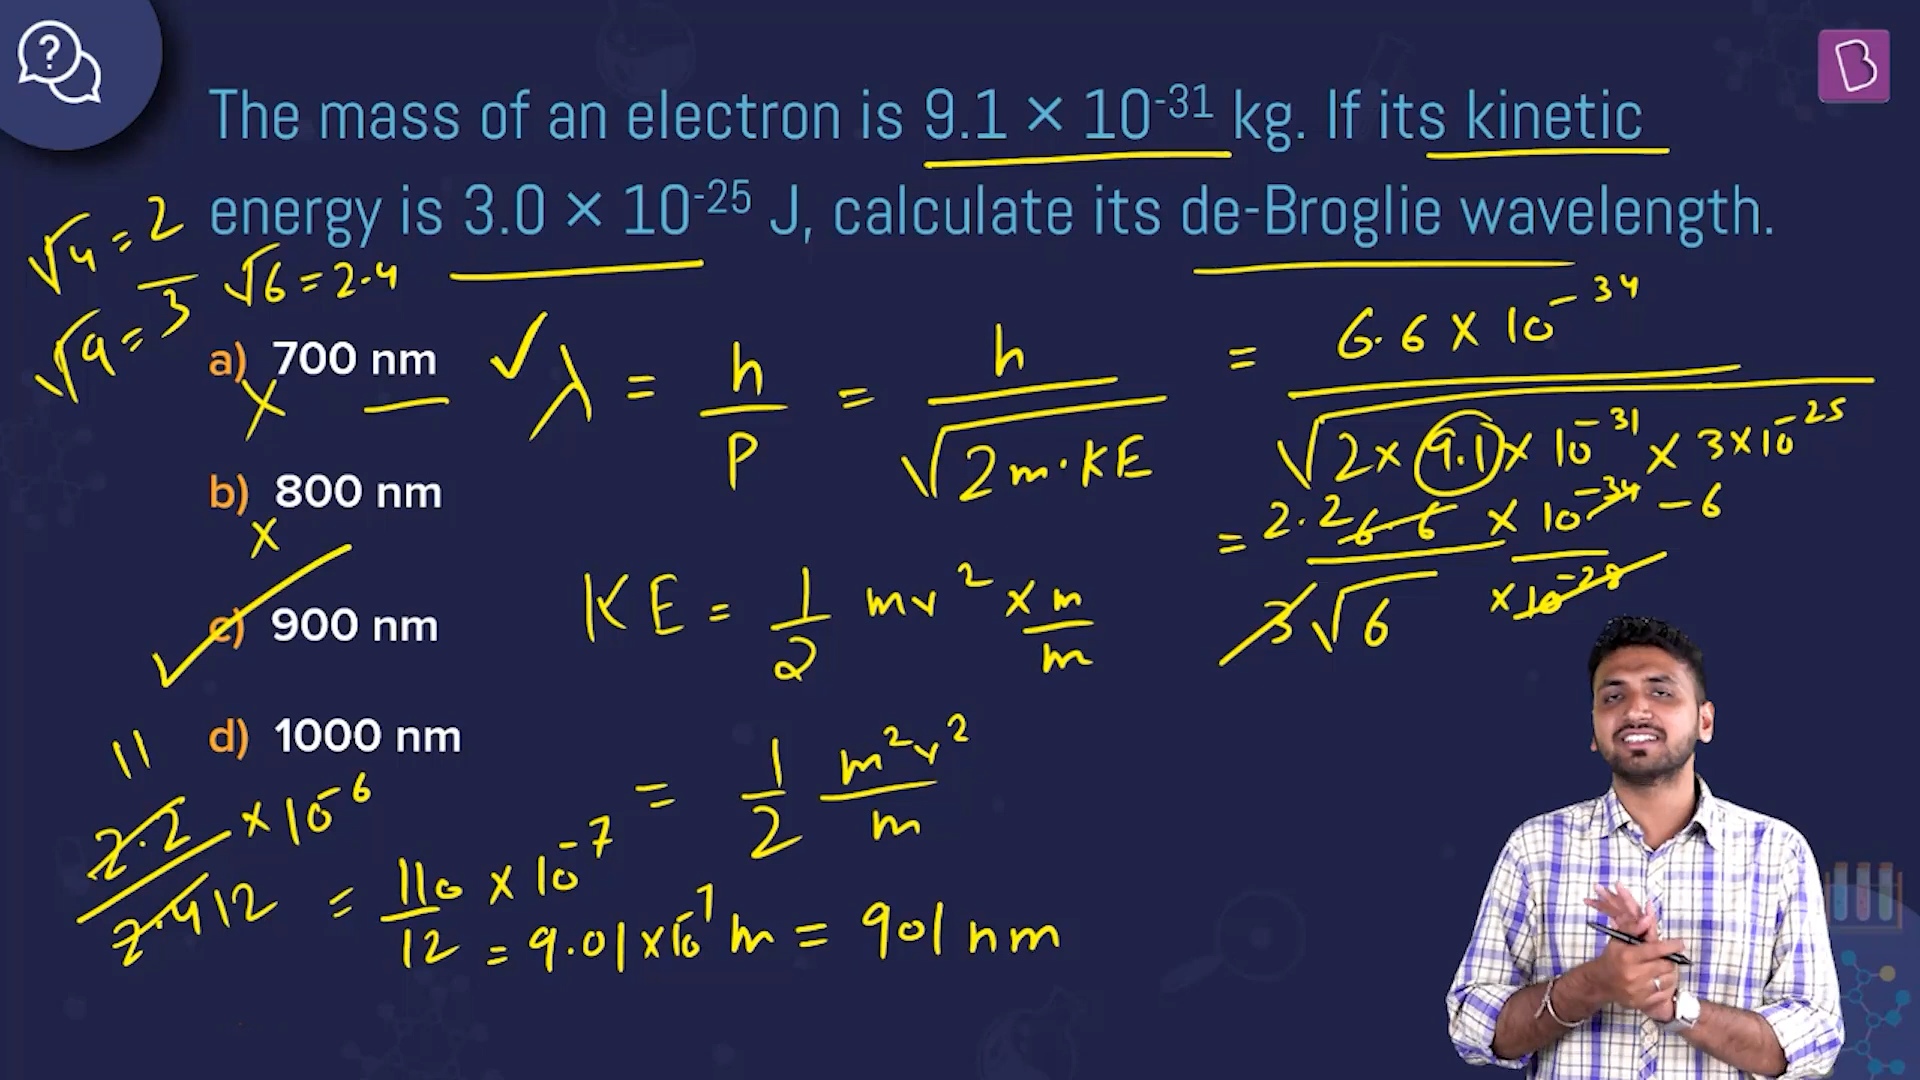 The mass of an electron is 9.1 × 10⁻³¹ kg. If its kinetic
energy is 3.0 × 10⁻²⁵ J, calculate its de-Broglie wavelength.
√4 = 2
√6 = 2.4
√9 = 3
a) 700 nm
b) 800 nm
c) 900 nm
d) 1000 nm
✓ λ = h/P = h/√(2m·KE) = 6.6 × 10⁻³⁴ / √(2 × 9.1 × 10⁻³¹ × 3 × 10⁻²⁵)
= 2.2 6.6 × 10⁻³⁴ ⁻⁶ / 3√6 × 10⁻²⁸
KE = 1/2 mv² × m/m
= 1/2 m²v²/m
11
2.2/2.4 12 × 10⁻⁶ = 110/12 × 10⁻⁷
= 9.01 × 10⁻⁷ m = 901 nm
?
B